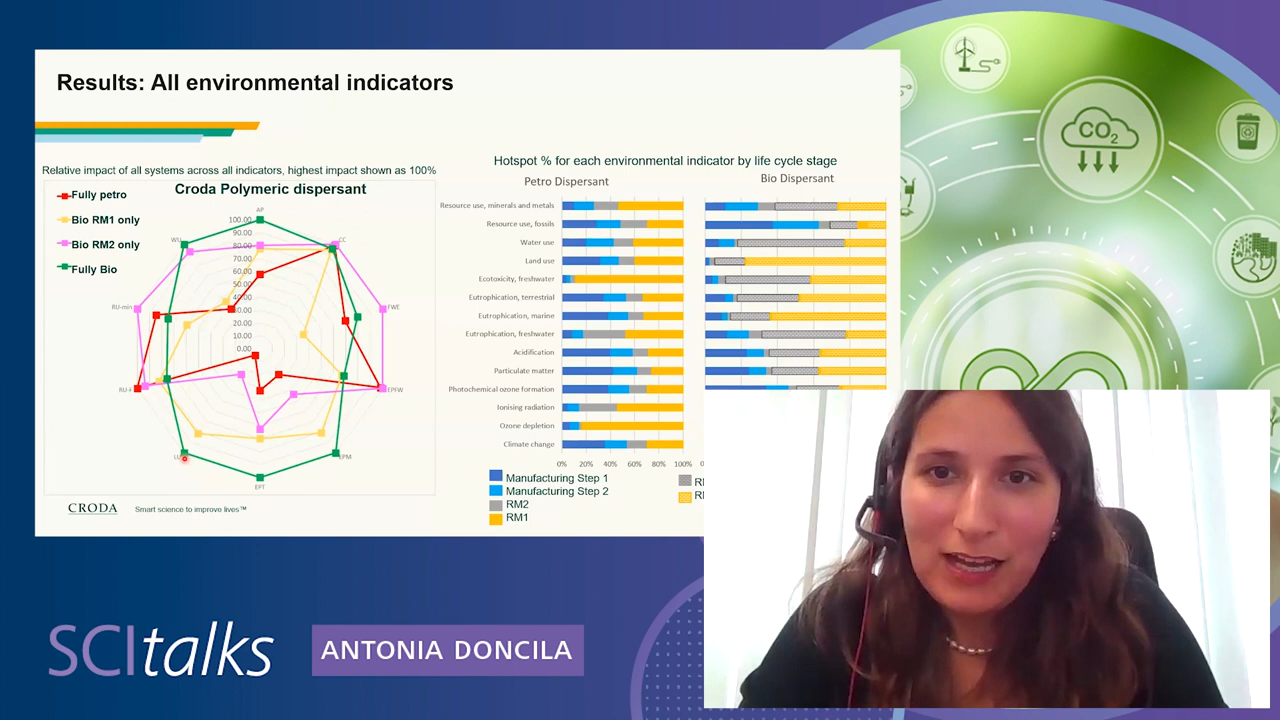 Results: All environmental indicators
Relative impact of all systems across all indicators, highest impact shown as 100%
Croda Polymeric dispersant
Fully petro
Bio RM1 only
Bio RM2 only
Fully Bio
AP
CC
FWE
EPFW
EPM
EPT
RU-F
RU-min
100.00
90.00
80.00
70.00
60.00
50.00
40.00
30.00
20.00
10.00
0.00
CRODA
Smart science to improve lives™
Hotspot % for each environmental indicator by life cycle stage
Petro Dispersant
Bio Dispersant
Resource use, minerals and metals
Resource use, fossils
Water use
Land use
Ecotoxicity, freshwater
Eutrophication, terrestrial
Eutrophication, marine
Eutrophication, freshwater
Acidification
Particulate matter
Photochemical ozone formation
Ionising radiation
Ozone depletion
Climate change
0% 20% 40% 60% 80% 100%
Manufacturing Step 1
Manufacturing Step 2
RM2
RM1
CO2
SCItalks
ANTONIA DONCILA